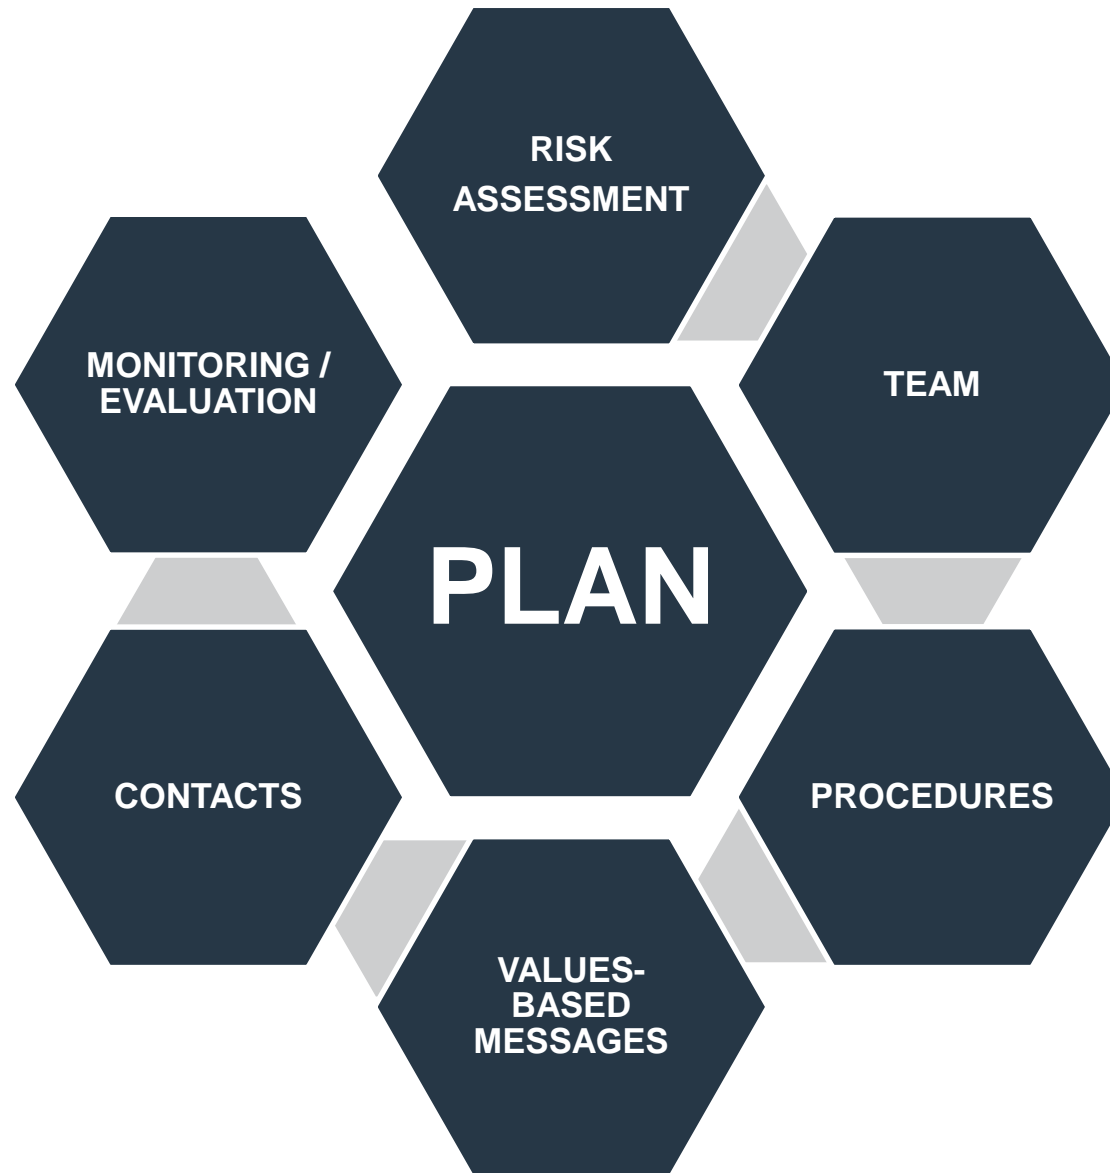 RISK
ASSESSMENT
TEAM
MONITORING /
EVALUATION
PLAN
CONTACTS
PROCEDURES
VALUES-
BASED
MESSAGES